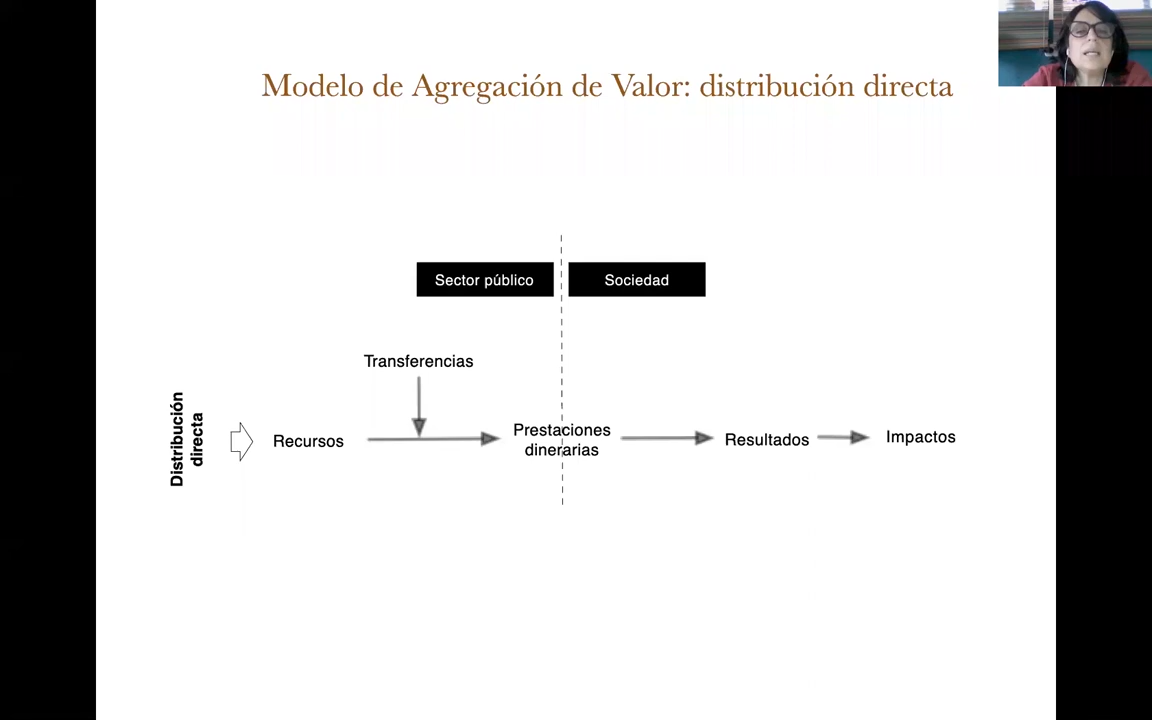 Modelo de Agregación de Valor: distribución directa
Sector público
Sociedad
Transferencias
Distribución
directa
Recursos
Prestaciones
dinerarias
Resultados
Impactos